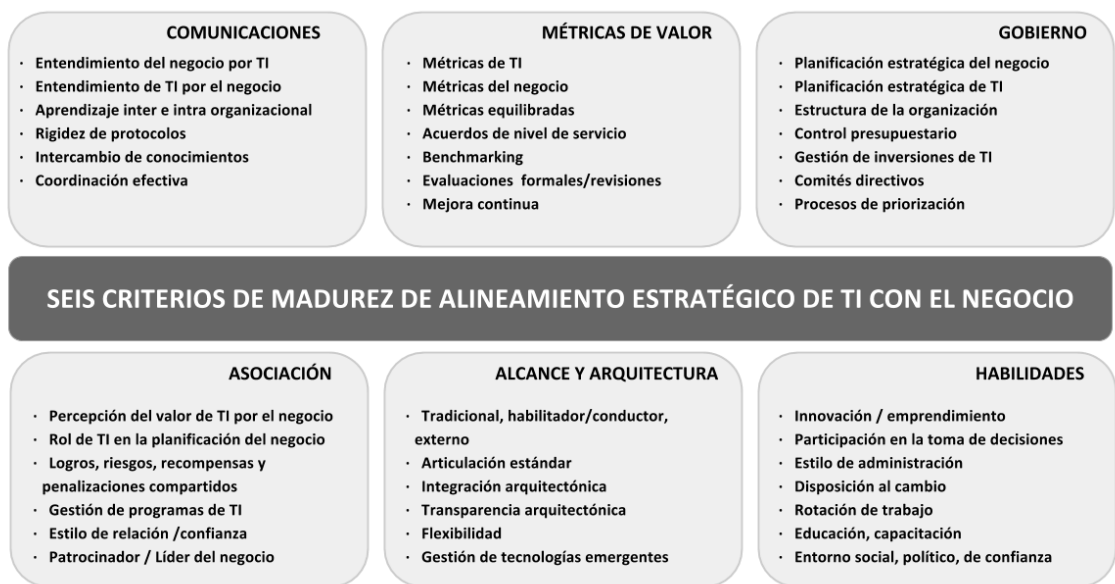 COMUNICACIONES
· Entendimiento del negocio por TI
· Entendimiento de TI por el negocio
· Aprendizaje inter e intra organizacional
· Rigidez de protocolos
· Intercambio de conocimientos
· Coordinación efectiva
MÉTRICAS DE VALOR
· Métricas de TI
· Métricas del negocio
· Métricas equilibradas
· Acuerdos de nivel de servicio
· Benchmarking
· Evaluaciones formales/revisiones
· Mejora continua
GOBIERNO
· Planificación estratégica del negocio
· Planificación estratégica de TI
· Estructura de la organización
· Control presupuestario
· Gestión de inversiones de TI
· Comités directivos
· Procesos de priorización
SEIS CRITERIOS DE MADUREZ DE ALINEAMIENTO ESTRATÉGICO DE TI CON EL NEGOCIO
ASOCIACIÓN
· Percepción del valor de TI por el negocio
· Rol de TI en la planificación del negocio
· Logros, riesgos, recompensas y
penalizaciones compartidos
· Gestión de programas de TI
· Estilo de relación /confianza
· Patrocinador / Líder del negocio
ALCANCE Y ARQUITECTURA
· Tradicional, habilitador/conductor,
externo
· Articulación estándar
· Integración arquitectónica
· Transparencia arquitectónica
· Flexibilidad
· Gestión de tecnologías emergentes
HABILIDADES
· Innovación / emprendimiento
· Participación en la toma de decisiones
· Estilo de administración
· Disposición al cambio
· Rotación de trabajo
· Educación, capacitación
· Entorno social, político, de confianza